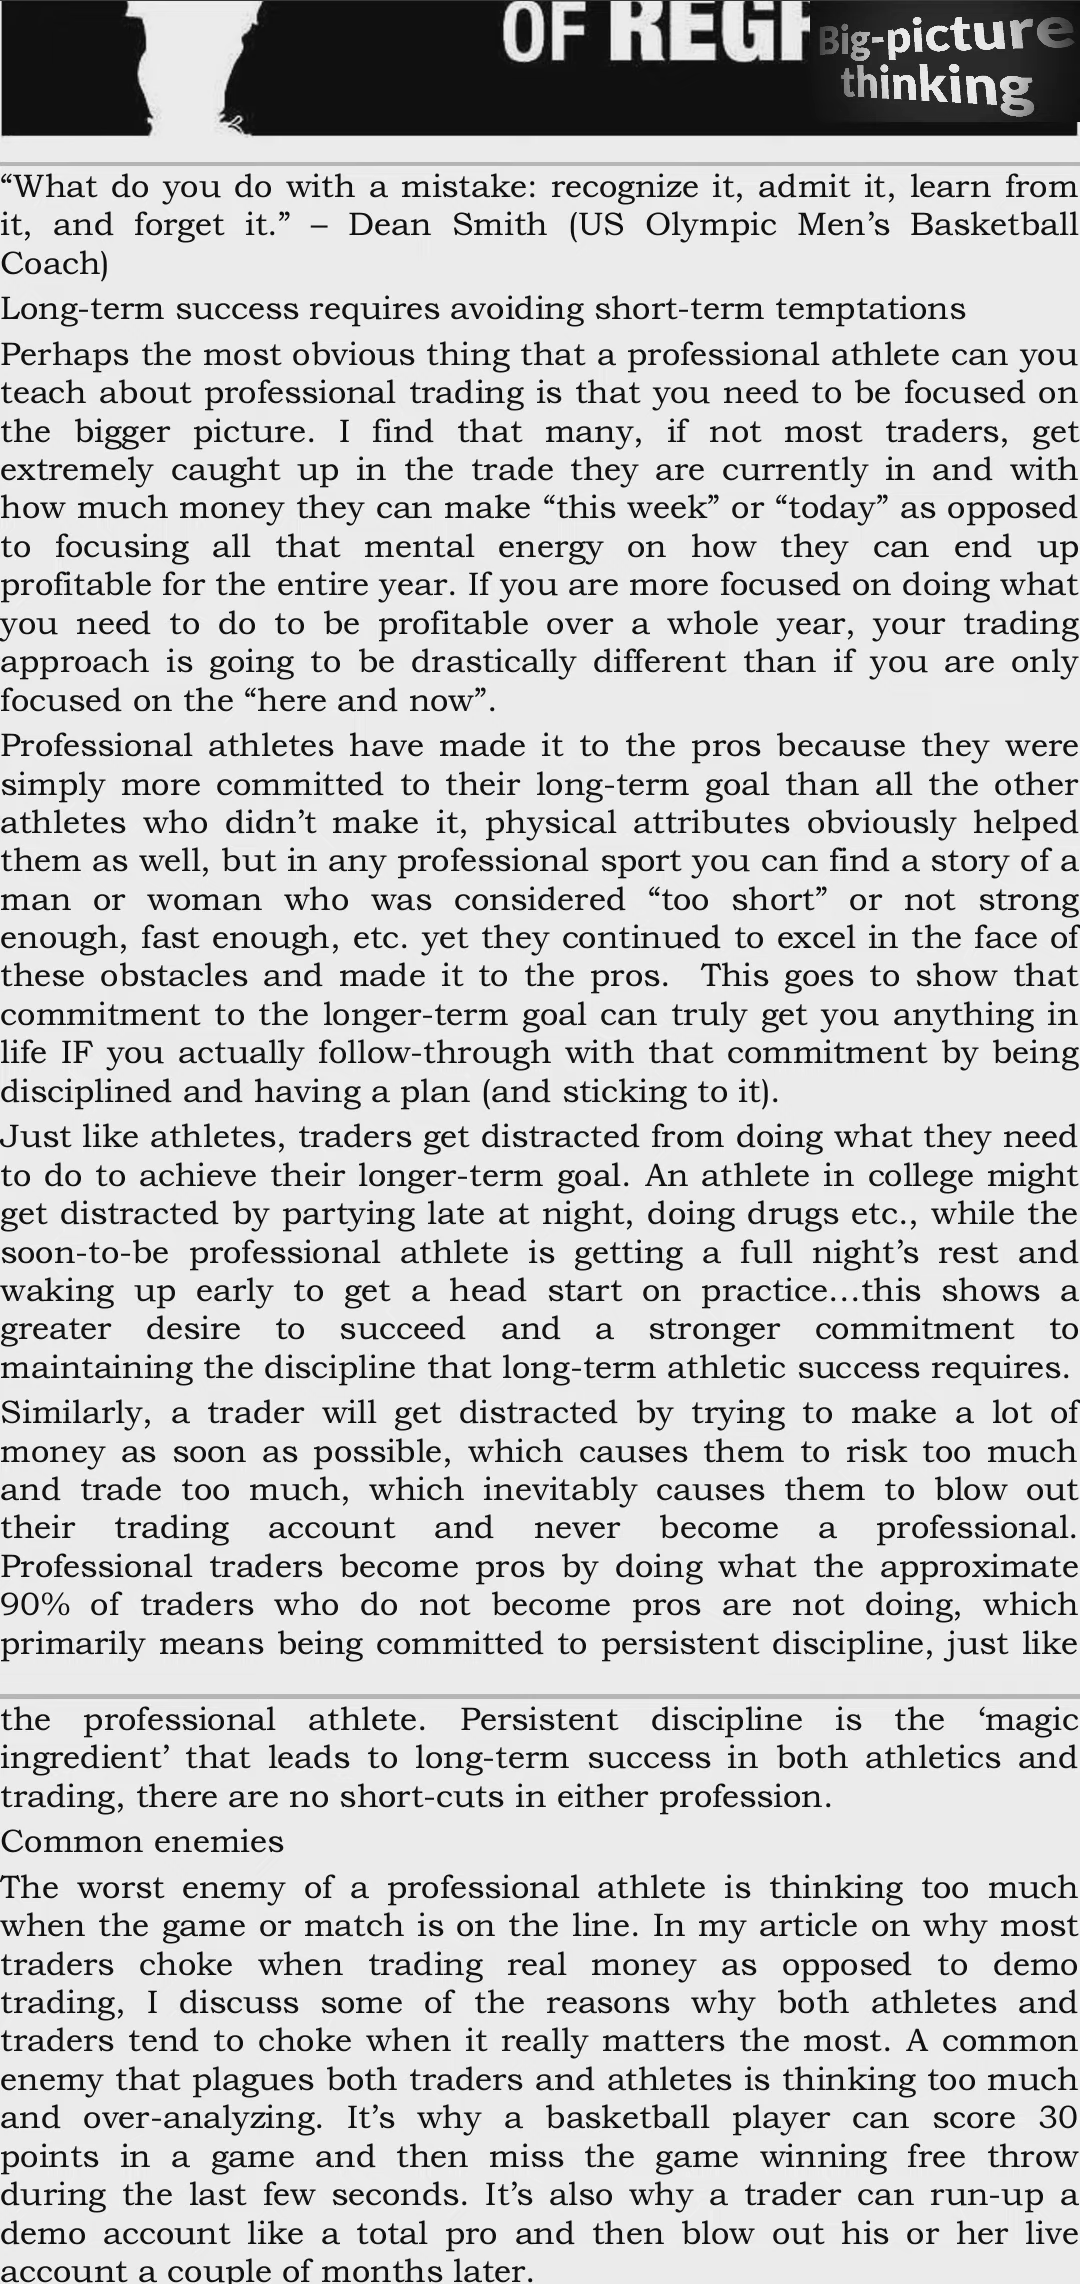 OF REGR
Big-picture
thinking
“What do you do with a mistake: recognize it, admit it, learn from
it, and forget it.” – Dean Smith (US Olympic Men’s Basketball
Coach)
Long-term success requires avoiding short-term temptations
Perhaps the most obvious thing that a professional athlete can you
teach about professional trading is that you need to be focused on
the bigger picture. I find that many, if not most traders, get
extremely caught up in the trade they are currently in and with
how much money they can make “this week” or “today” as opposed
to focusing all that mental energy on how they can end up
profitable for the entire year. If you are more focused on doing what
you need to do to be profitable over a whole year, your trading
approach is going to be drastically different than if you are only
focused on the “here and now”.
Professional athletes have made it to the pros because they were
simply more committed to their long-term goal than all the other
athletes who didn’t make it, physical attributes obviously helped
them as well, but in any professional sport you can find a story of a
man or woman who was considered “too short” or not strong
enough, fast enough, etc. yet they continued to excel in the face of
these obstacles and made it to the pros.  This goes to show that
commitment to the longer-term goal can truly get you anything in
life IF you actually follow-through with that commitment by being
disciplined and having a plan (and sticking to it).
Just like athletes, traders get distracted from doing what they need
to do to achieve their longer-term goal. An athlete in college might
get distracted by partying late at night, doing drugs etc., while the
soon-to-be professional athlete is getting a full night’s rest and
waking up early to get a head start on practice…this shows a
greater desire to succeed and a stronger commitment to
maintaining the discipline that long-term athletic success requires.
Similarly, a trader will get distracted by trying to make a lot of
money as soon as possible, which causes them to risk too much
and trade too much, which inevitably causes them to blow out
their trading account and never become a professional.
Professional traders become pros by doing what the approximate
90% of traders who do not become pros are not doing, which
primarily means being committed to persistent discipline, just like
the professional athlete. Persistent discipline is the ‘magic
ingredient’ that leads to long-term success in both athletics and
trading, there are no short-cuts in either profession.
Common enemies
The worst enemy of a professional athlete is thinking too much
when the game or match is on the line. In my article on why most
traders choke when trading real money as opposed to demo
trading, I discuss some of the reasons why both athletes and
traders tend to choke when it really matters the most. A common
enemy that plagues both traders and athletes is thinking too much
and over-analyzing. It’s why a basketball player can score 30
points in a game and then miss the game winning free throw
during the last few seconds. It’s also why a trader can run-up a
demo account like a total pro and then blow out his or her live
account a couple of months later.